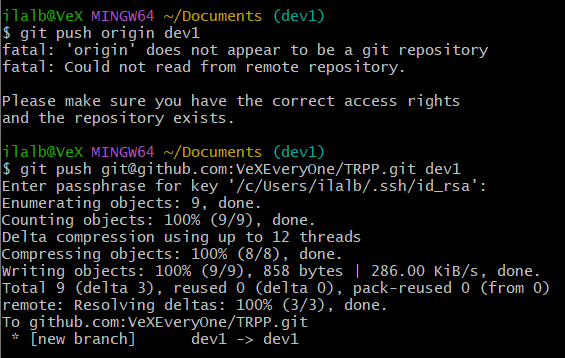 ilalb@VeX MINGW64 ~/Documents (dev1)
$ git push origin dev1
fatal: 'origin' does not appear to be a git repository
fatal: Could not read from remote repository.
Please make sure you have the correct access rights
and the repository exists.
ilalb@VeX MINGW64 ~/Documents (dev1)
$ git push git@github.com:VeXEveryOne/TRPP.git dev1
Enter passphrase for key '/c/Users/ilalb/.ssh/id_rsa':
Enumerating objects: 9, done.
Counting objects: 100% (9/9), done.
Delta compression using up to 12 threads
Compressing objects: 100% (8/8), done.
Writing objects: 100% (9/9), 858 bytes | 286.00 KiB/s, done.
Total 9 (delta 3), reused 0 (delta 0), pack-reused 0 (from 0)
remote: Resolving deltas: 100% (3/3), done.
To github.com:VeXEveryOne/TRPP.git
 * [new branch]      dev1 -> dev1